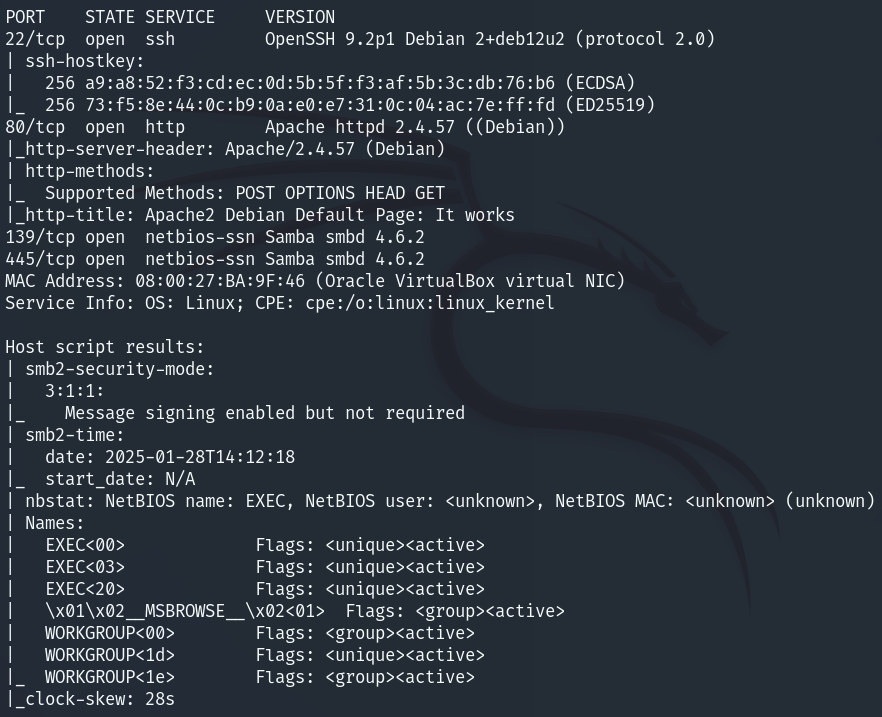 PORT    STATE SERVICE     VERSION
22/tcp  open  ssh         OpenSSH 9.2p1 Debian 2+deb12u2 (protocol 2.0)
| ssh-hostkey:
|   256 a9:a8:52:f3:cd:ec:0d:5b:5f:f3:af:5b:3c:db:76:b6 (ECDSA)
|_  256 73:f5:8e:44:0c:b9:0a:e0:e7:31:0c:04:ac:7e:ff:fd (ED25519)
80/tcp  open  http        Apache httpd 2.4.57 ((Debian))
|_http-server-header: Apache/2.4.57 (Debian)
| http-methods:
|_  Supported Methods: POST OPTIONS HEAD GET
|_http-title: Apache2 Debian Default Page: It works
139/tcp open  netbios-ssn Samba smbd 4.6.2
445/tcp open  netbios-ssn Samba smbd 4.6.2
MAC Address: 08:00:27:BA:9F:46 (Oracle VirtualBox virtual NIC)
Service Info: OS: Linux; CPE: cpe:/o:linux:linux_kernel

Host script results:
| smb2-security-mode:
|   3:1:1:
|_    Message signing enabled but not required
| smb2-time:
|   date: 2025-01-28T14:12:18
|_  start_date: N/A
| nbstat: NetBIOS name: EXEC, NetBIOS user: <unknown>, NetBIOS MAC: <unknown> (unknown)
| Names:
|   EXEC<00>             Flags: <unique><active>
|   EXEC<03>             Flags: <unique><active>
|   EXEC<20>             Flags: <unique><active>
|   \x01\x02__MSBROWSE__\x02<01>  Flags: <group><active>
|   WORKGROUP<00>        Flags: <group><active>
|   WORKGROUP<1d>        Flags: <unique><active>
|_  WORKGROUP<1e>        Flags: <group><active>
|_clock-skew: 28s